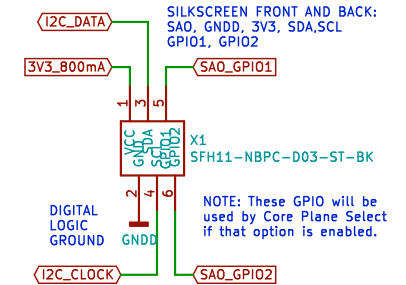 I2C_DATA
SILKSCREEN FRONT AND BACK:
SAO, GNDD, 3V3, SDA,SCL
GPIO1, GPIO2
3V3_800mA
SAO_GPIO1
1
3
5
VCC
GND
SDA
SCL
GPIO1
GPIO2
X1
SFH11-NBPC-D03-ST-BK
2
4
6
DIGITAL
LOGIC
GROUND
GNDD
NOTE: These GPIO will be
used by Core Plane Select
if that option is enabled.
I2C_CLOCK
SAO_GPIO2